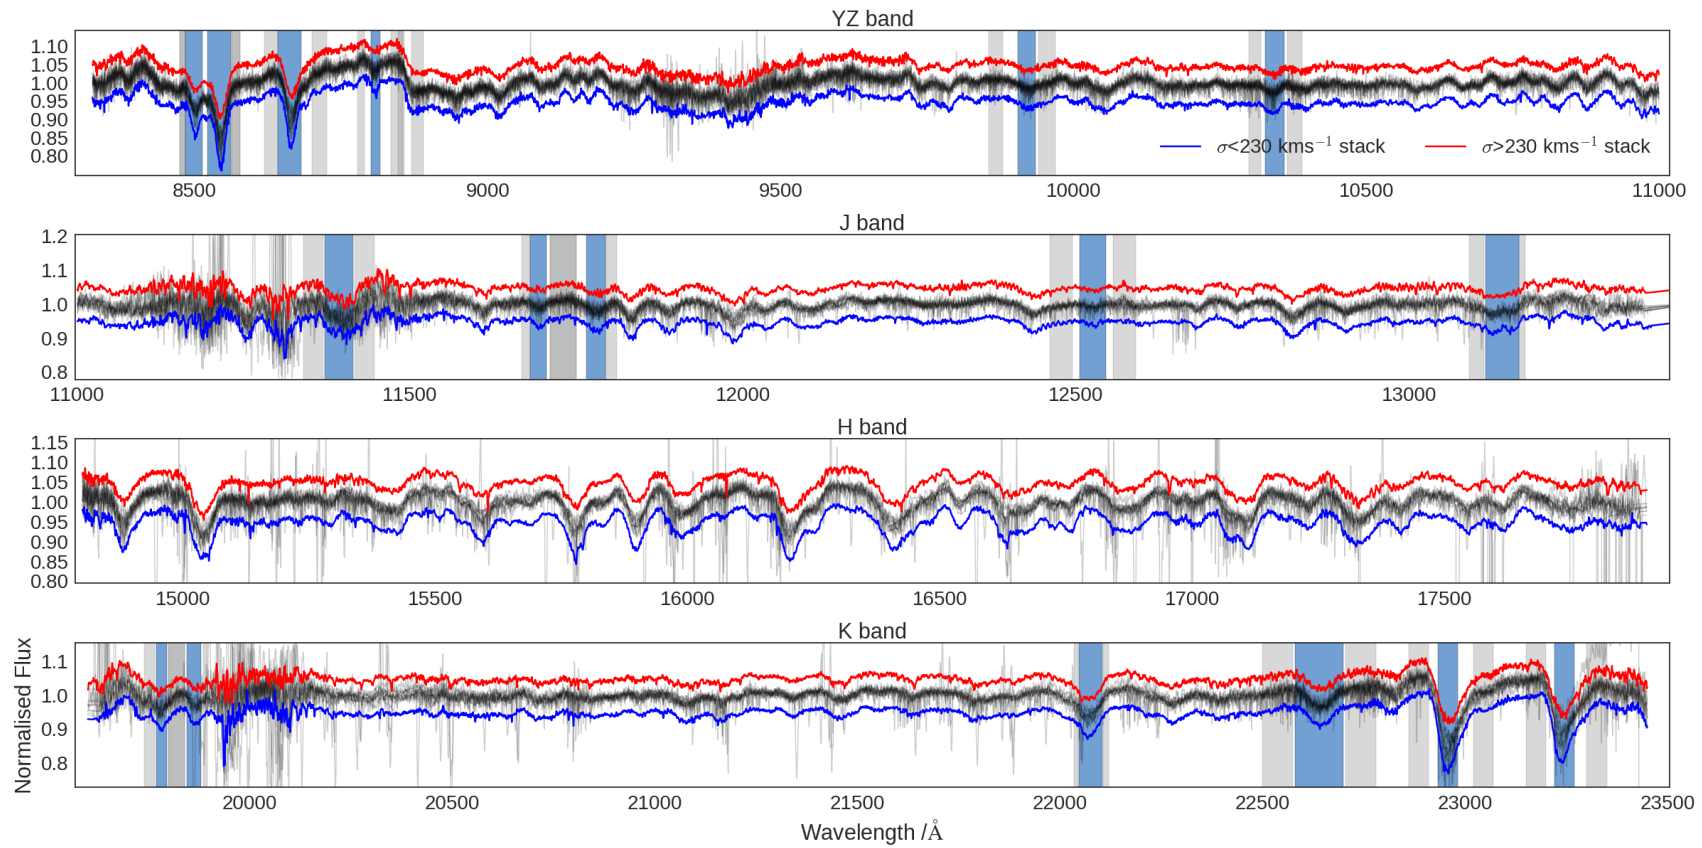 YZ band
1.10
1.05
1.00
0.95
0.90
0.85
0.80
σ<230 kms⁻¹ stack
σ>230 kms⁻¹ stack
8500 9000 9500 10000 10500 11000
J band
1.2
1.1
1.0
0.9
0.8
11000 11500 12000 12500 13000
H band
1.15
1.10
1.05
1.00
0.95
0.90
0.85
0.80
15000 15500 16000 16500 17000 17500
K band
Normalised Flux
1.1
1.0
0.9
0.8
20000 20500 21000 21500 22000 22500 23000 23500
Wavelength /Å